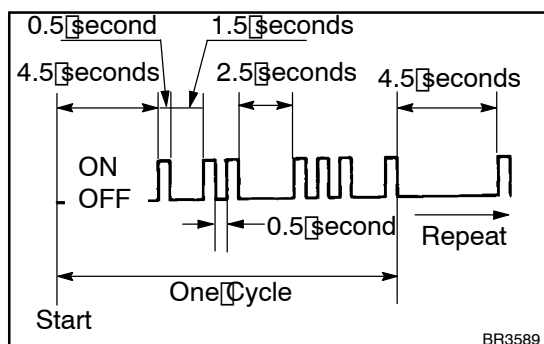 0.5 second 1.5 seconds
4.5 seconds 2.5 seconds 4.5 seconds
ON
OFF
0.5 second
Repeat
One Cycle
Start
BR3589